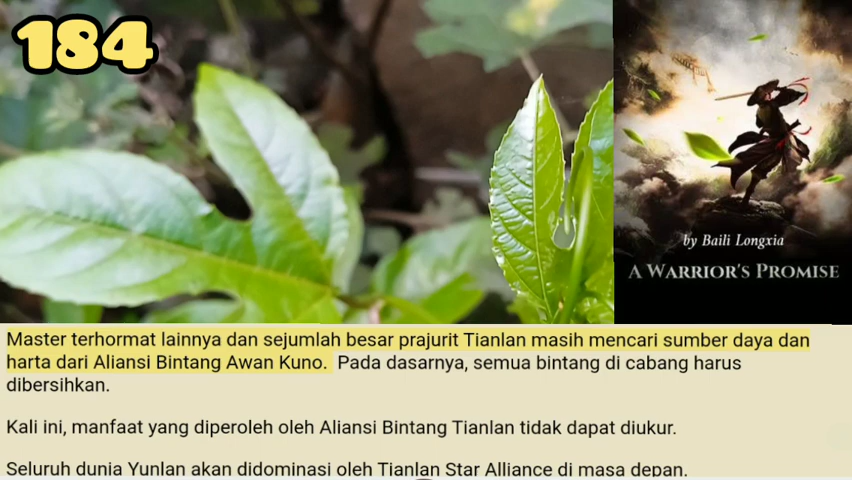 184
by Baili Longxia
A WARRIOR'S PROMISE
Master terhormat lainnya dan sejumlah besar prajurit Tianlan masih mencari sumber daya dan
harta dari Aliansi Bintang Awan Kuno. Pada dasarnya, semua bintang di cabang harus
dibersihkan.
Kali ini, manfaat yang diperoleh oleh Aliansi Bintang Tianlan tidak dapat diukur.
Seluruh dunia Yunlan akan didominasi oleh Tianlan Star Alliance di masa depan.